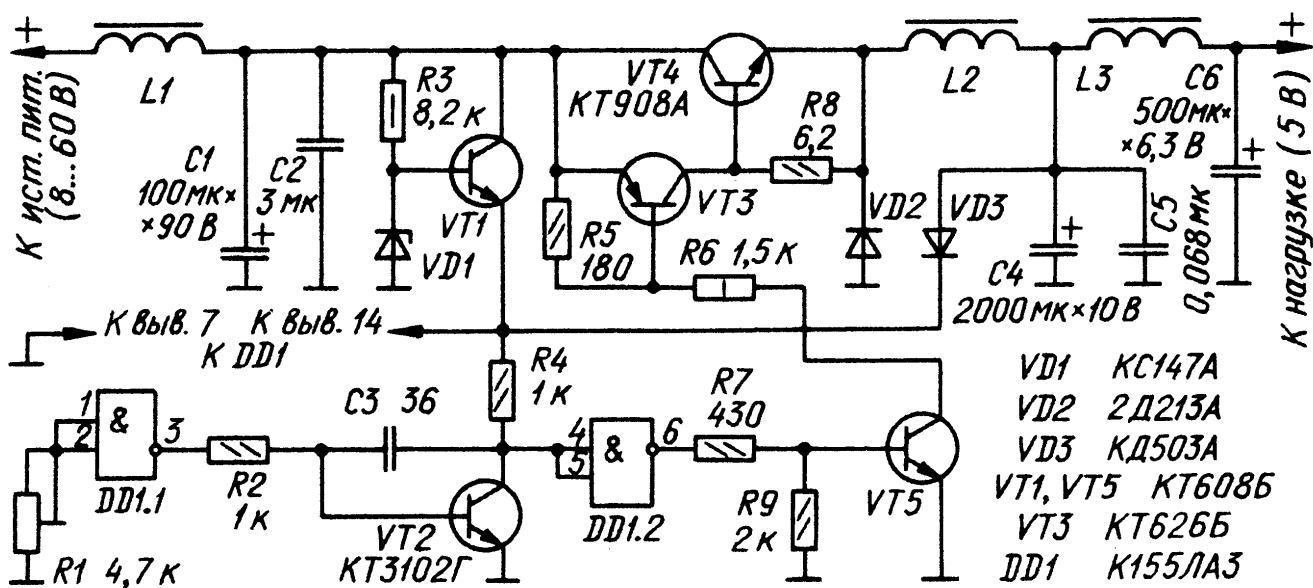 +
К ист. пит.
(8...60 В)
L1
C1
100мк×
×90 В
+
C2
3 мк
R3
8,2 к
VT1
VD1
VT4
КТ908А
R5
180
VT3
R8
6,2
R6 1,5 к
VD2
VD3
L2
L3
C4
2000 мк×10 В
+
C5
0,068 мк
C6
500мк×
×6,3 В
+
+
К нагрузке (5 В)
К выв. 7 К выв. 14
К DD1
R4
1 к
C3 36
1
2
&
3
DD1.1
R2
1 к
R1 4,7 к
VT2
КТ3102Г
4
5
&
6
DD1.2
R7
430
R9
2 к
VT5
VD1 КС147А
VD2 2Д213А
VD3 КД503А
VT1, VT5 КТ608Б
VT3 КТ626Б
DD1 К155ЛА3